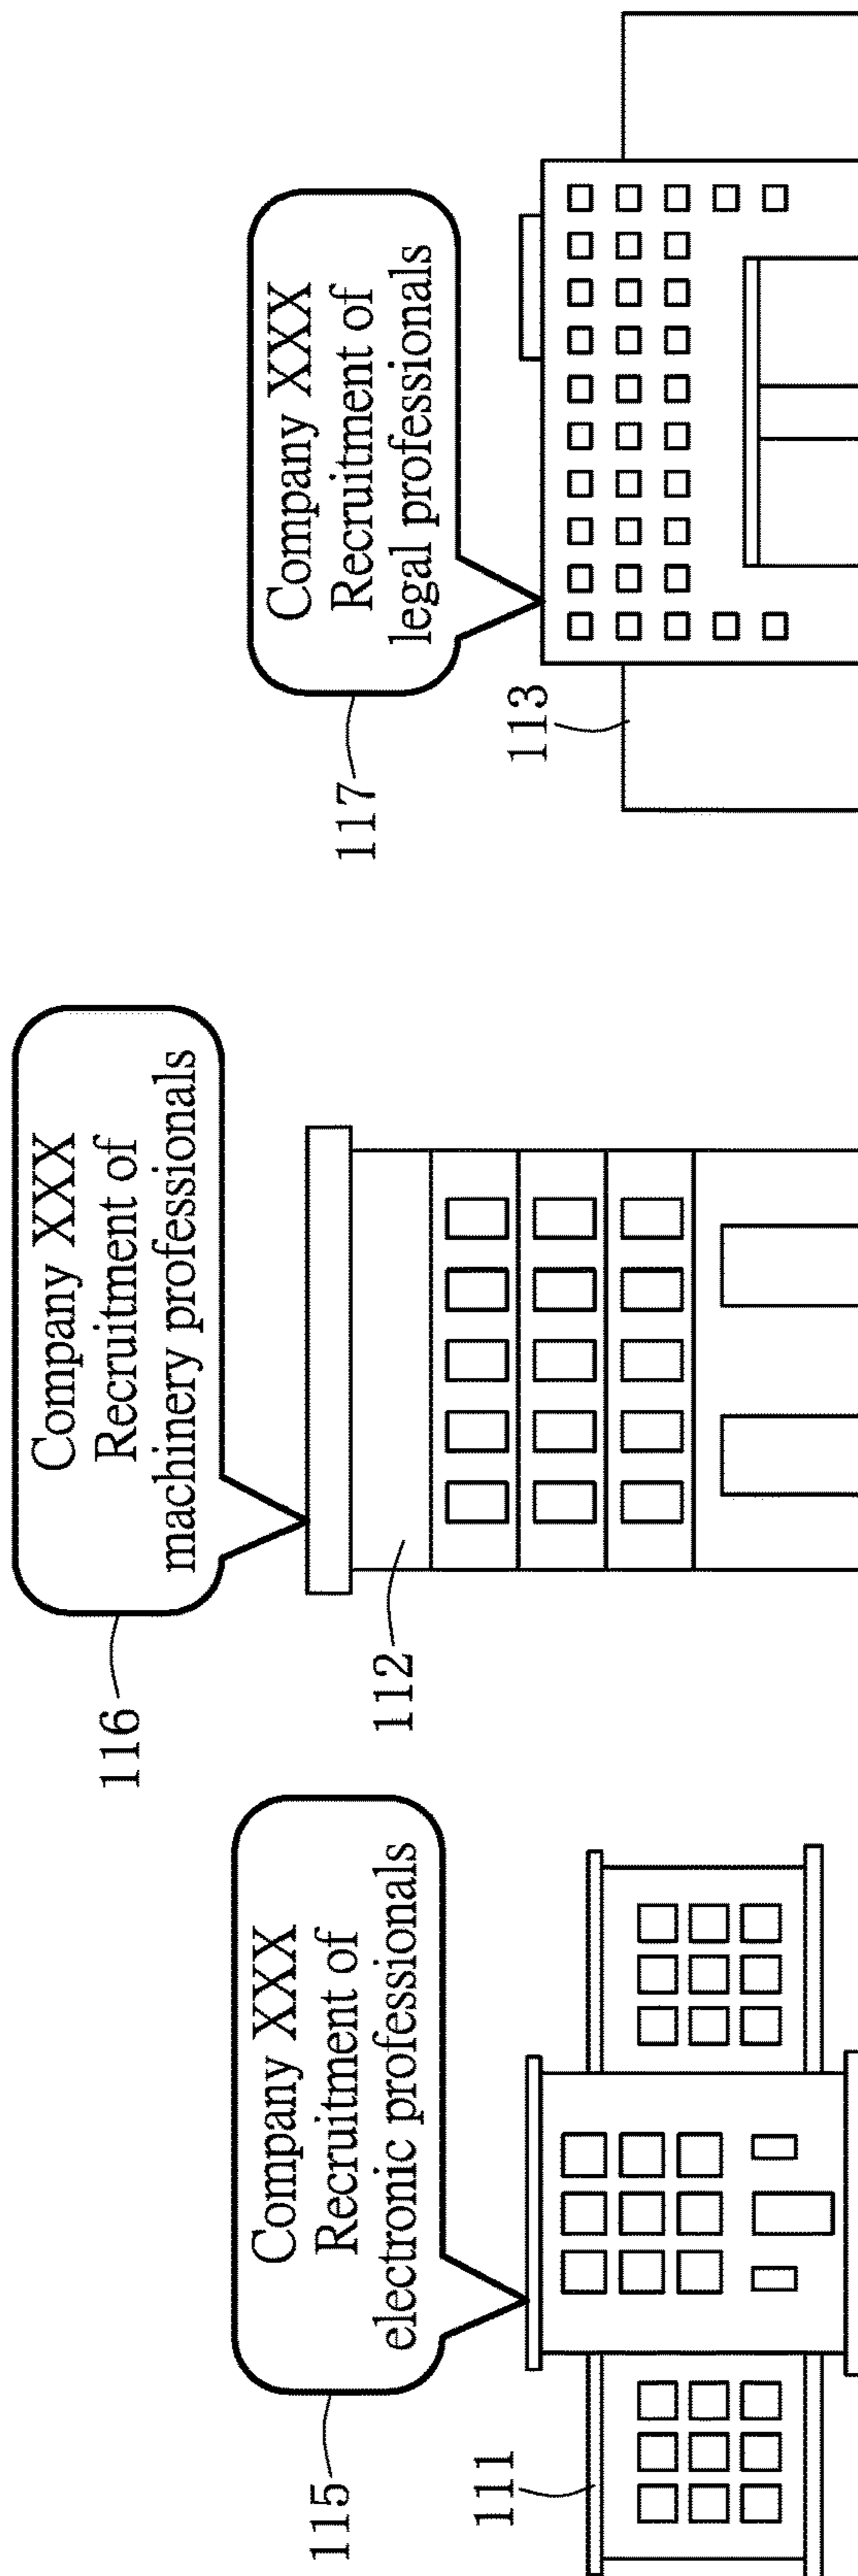 115
Company XXX
Recruitment of
electronic professionals
111
116
Company XXX
Recruitment of
machinery professionals
112
117
Company XXX
Recruitment of
legal professionals
113